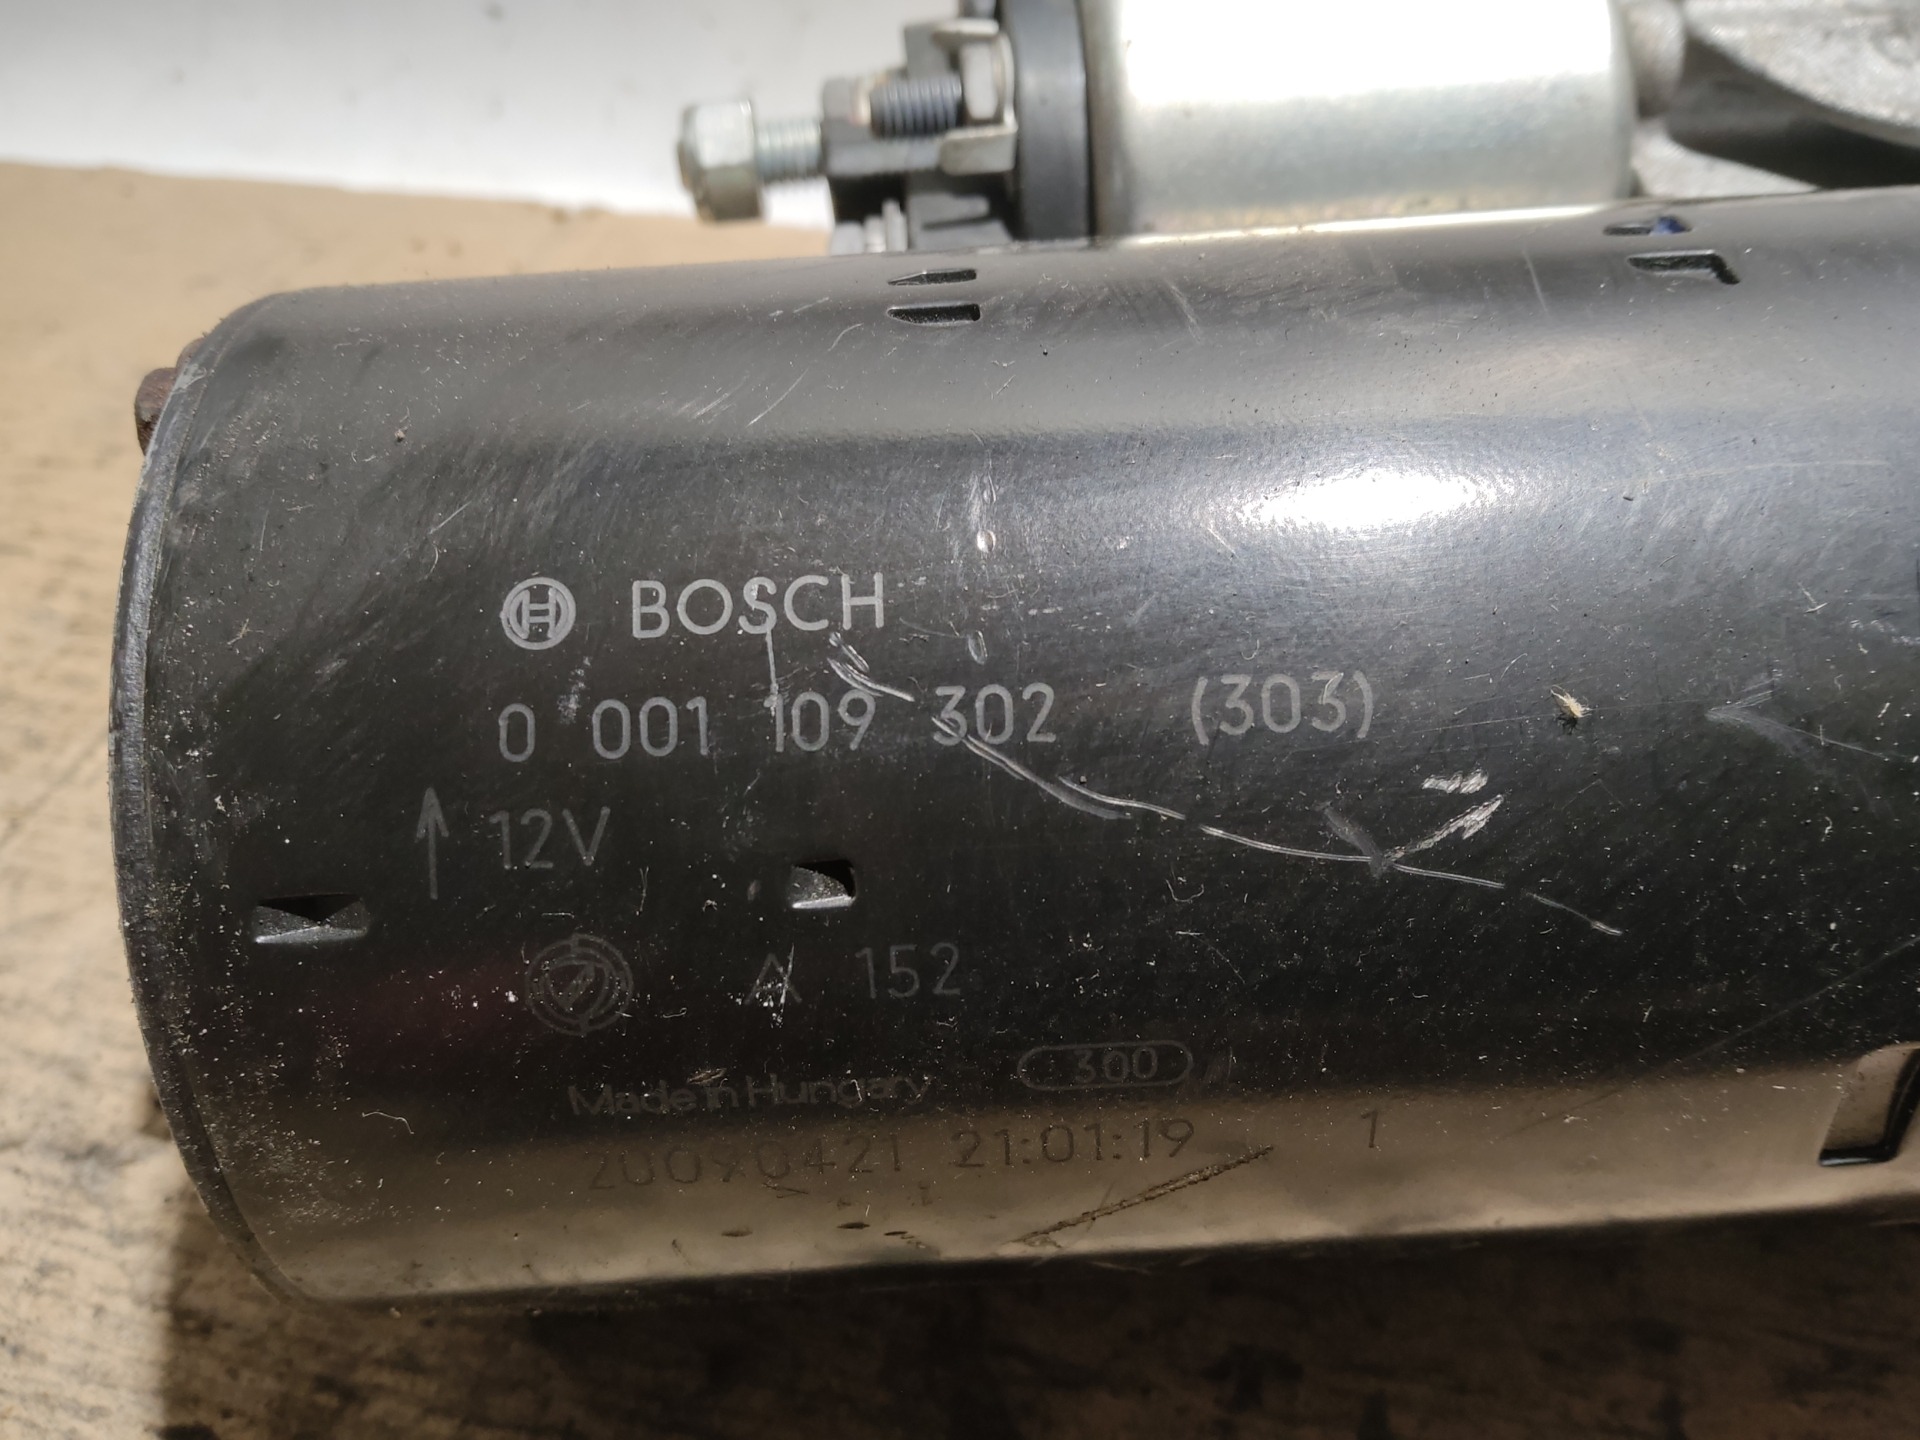 BOSCH
0 001 109 302 (303)
12V
152
300
Made in Hungary
20090421 21:01:19 1